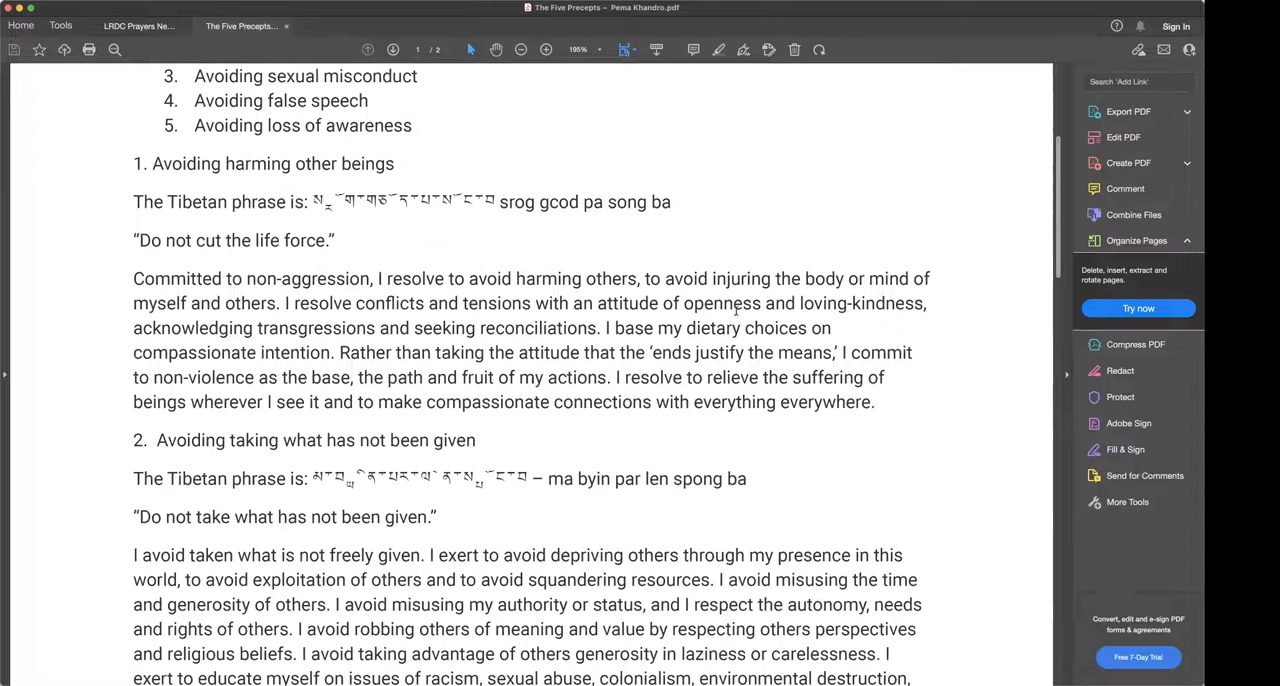 The Five Precepts – Pema Khandro.pdf
Home
Tools
LRDC Prayers Ne...
The Five Precepts... ×
Sign In
1 / 2
195%
3. Avoiding sexual misconduct
4. Avoiding false speech
5. Avoiding loss of awareness
1. Avoiding harming other beings
The Tibetan phrase is: srog gcod pa song ba
“Do not cut the life force.”
Committed to non-aggression, I resolve to avoid harming others, to avoid injuring the body or mind of
myself and others. I resolve conflicts and tensions with an attitude of openness and loving-kindness,
acknowledging transgressions and seeking reconciliations. I base my dietary choices on
compassionate intention. Rather than taking the attitude that the ‘ends justify the means,’ I commit
to non-violence as the base, the path and fruit of my actions. I resolve to relieve the suffering of
beings wherever I see it and to make compassionate connections with everything everywhere.
2. Avoiding taking what has not been given
The Tibetan phrase is: – ma byin par len spong ba
“Do not take what has not been given.”
I avoid taken what is not freely given. I exert to avoid depriving others through my presence in this
world, to avoid exploitation of others and to avoid squandering resources. I avoid misusing the time
and generosity of others. I avoid misusing my authority or status, and I respect the autonomy, needs
and rights of others. I avoid robbing others of meaning and value by respecting others perspectives
and religious beliefs. I avoid taking advantage of others generosity in laziness or carelessness. I
exert to educate myself on issues of racism, sexual abuse, colonialism, environmental destruction,
Search 'Add Link'
Export PDF
Edit PDF
Create PDF
Comment
Combine Files
Organize Pages
Delete, insert, extract and
rotate pages.
Try now
Compress PDF
Redact
Protect
Adobe Sign
Fill & Sign
Send for Comments
More Tools
Convert, edit and e-sign PDF
forms & agreements
Free 7-Day Trial